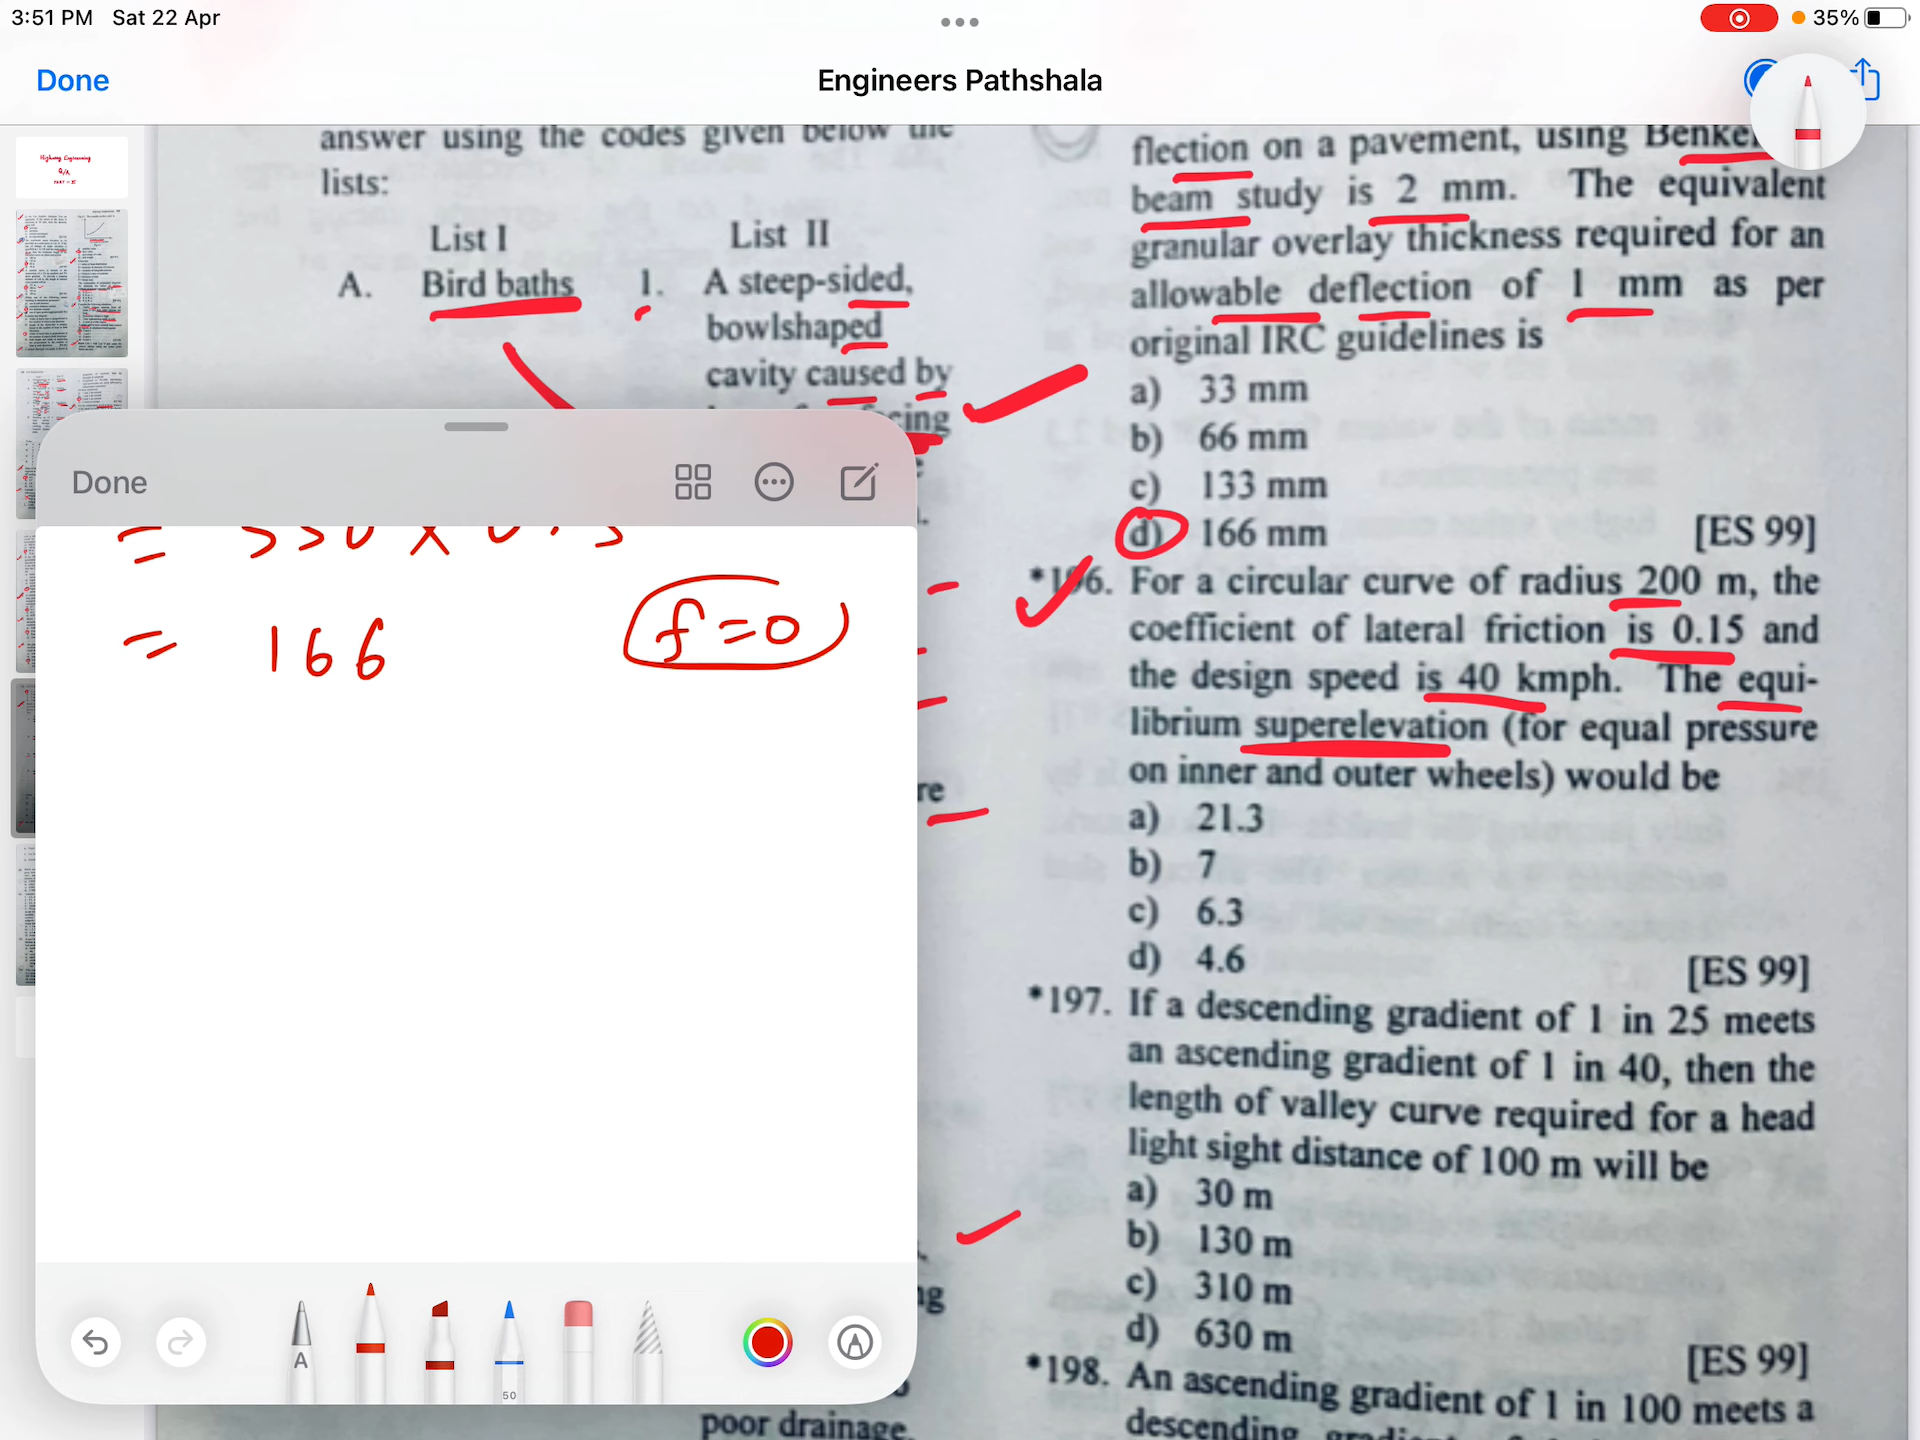 3:51 PM Sat 22 Apr
35%
Done
Engineers Pathshala
answer using the codes given below the
lists:
List I
List II
A. Bird baths 1. A steep-sided,
bowlshaped
cavity caused by
cing
re
poor drainage.
Done
= 166
f = 0
A
50
flection on a pavement, using
beam study is 2 mm. The equivalent
granular overlay thickness required for an
allowable deflection of 1 mm as per
original IRC guidelines is
a) 33 mm
b) 66 mm
c) 133 mm
d) 166 mm
[ES 99]
*196. For a circular curve of radius 200 m, the
coefficient of lateral friction is 0.15 and
the design speed is 40 kmph. The equi-
librium superelevation (for equal pressure
on inner and outer wheels) would be
a) 21.3
b) 7
c) 6.3
d) 4.6
[ES 99]
*197. If a descending gradient of 1 in 25 meets
an ascending gradient of 1 in 40, then the
length of valley curve required for a head
light sight distance of 100 m will be
a) 30 m
b) 130 m
c) 310 m
d) 630 m
[ES 99]
*198. An ascending gradient of 1 in 100 meets a
descending